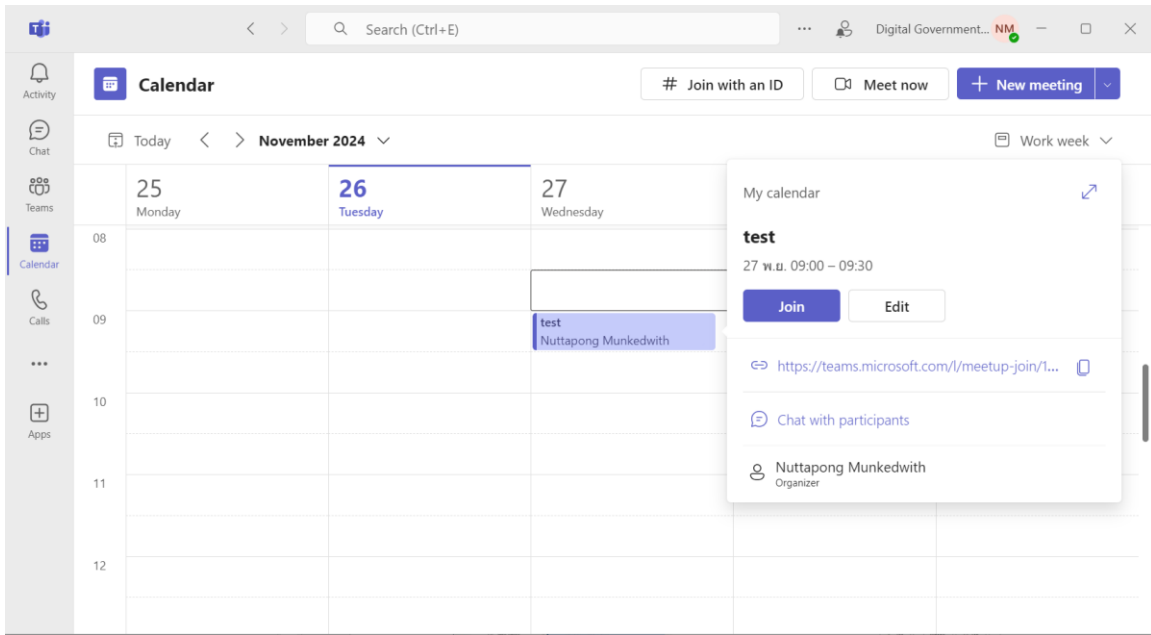 Search (Ctrl+E)
Digital Government...
NM
Activity
Chat
Teams
Calendar
Calls
Apps
Calendar
# Join with an ID
Meet now
+ New meeting
Today
November 2024
Work week
25
Monday
26
Tuesday
27
Wednesday
08
09
10
11
12
test
Nuttapong Munkedwith
My calendar
test
27 พ.ย. 09:00 – 09:30
Join
Edit
https://teams.microsoft.com/l/meetup-join/1...
Chat with participants
Nuttapong Munkedwith
Organizer